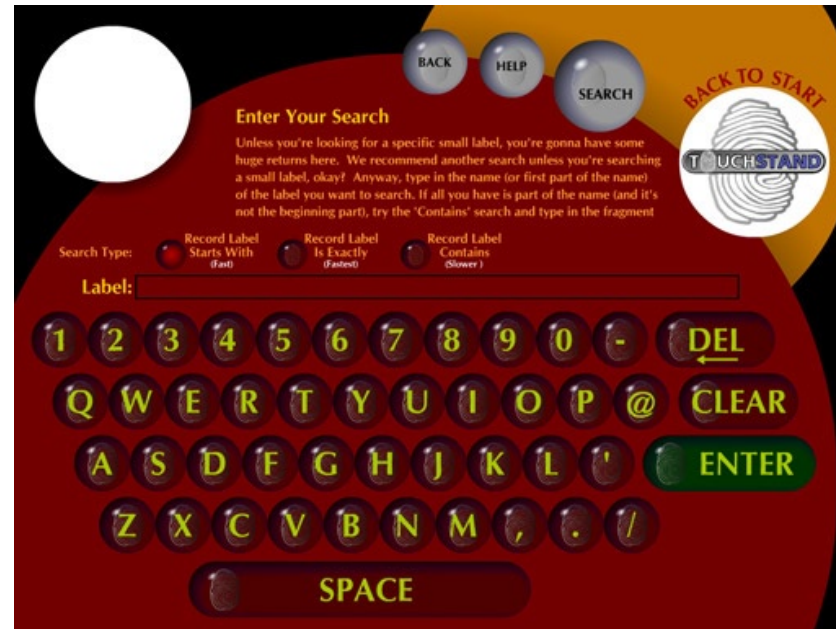 BACK
HELP
SEARCH
BACK TO START
TOUCHSTAND
Enter Your Search
Unless you're looking for a specific small label, you're gonna have some
huge returns here. We recommend another search unless you're searching
a small label, okay? Anyway, type in the name (or first part of the name)
of the label you want to search. If all you have is part of the name (and it's
not the beginning part), try the "Contains" search and type in the fragment
Search Type:
Record Label
Starts With
(Fast)
Record Label
Is Exactly
(Fastest)
Record Label
Contains
(Slower )
Label:
1 2 3 4 5 6 7 8 9 0 - DEL
Q W E R T Y U I O P @ CLEAR
A S D F G H J K L ' ENTER
Z X C V B N M , . /
SPACE